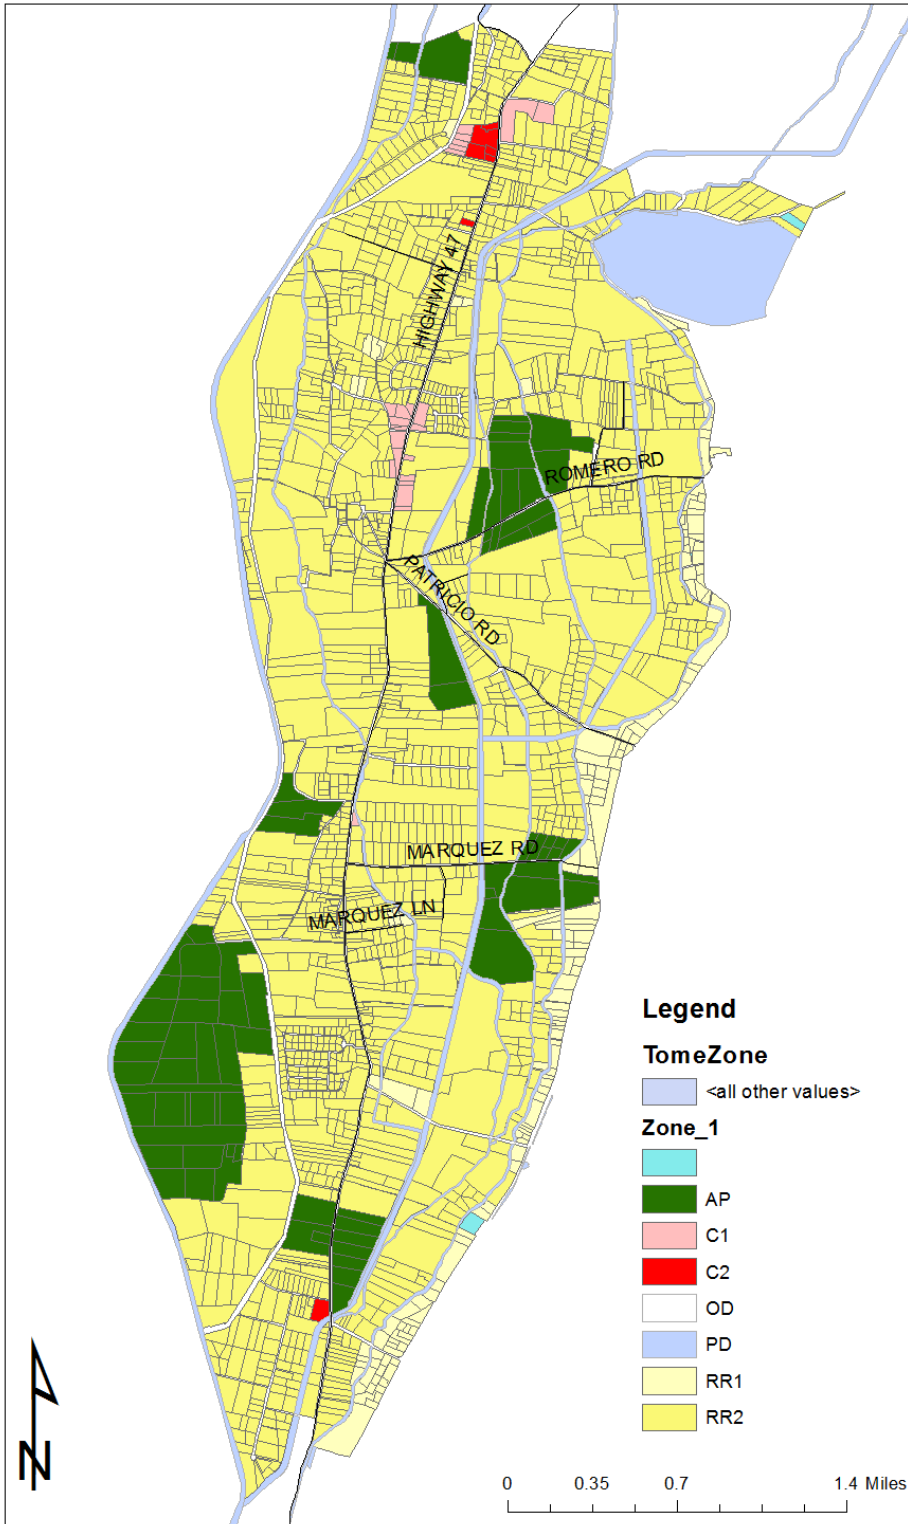 HIGHWAY 47
ROMERO RD
PATRICIO RD
MARQUEZ RD
MARQUEZ LN
Legend
TomeZone
<all other values>
Zone_1
AP
C1
C2
OD
PD
RR1
RR2
N
0 0.35 0.7 1.4 Miles